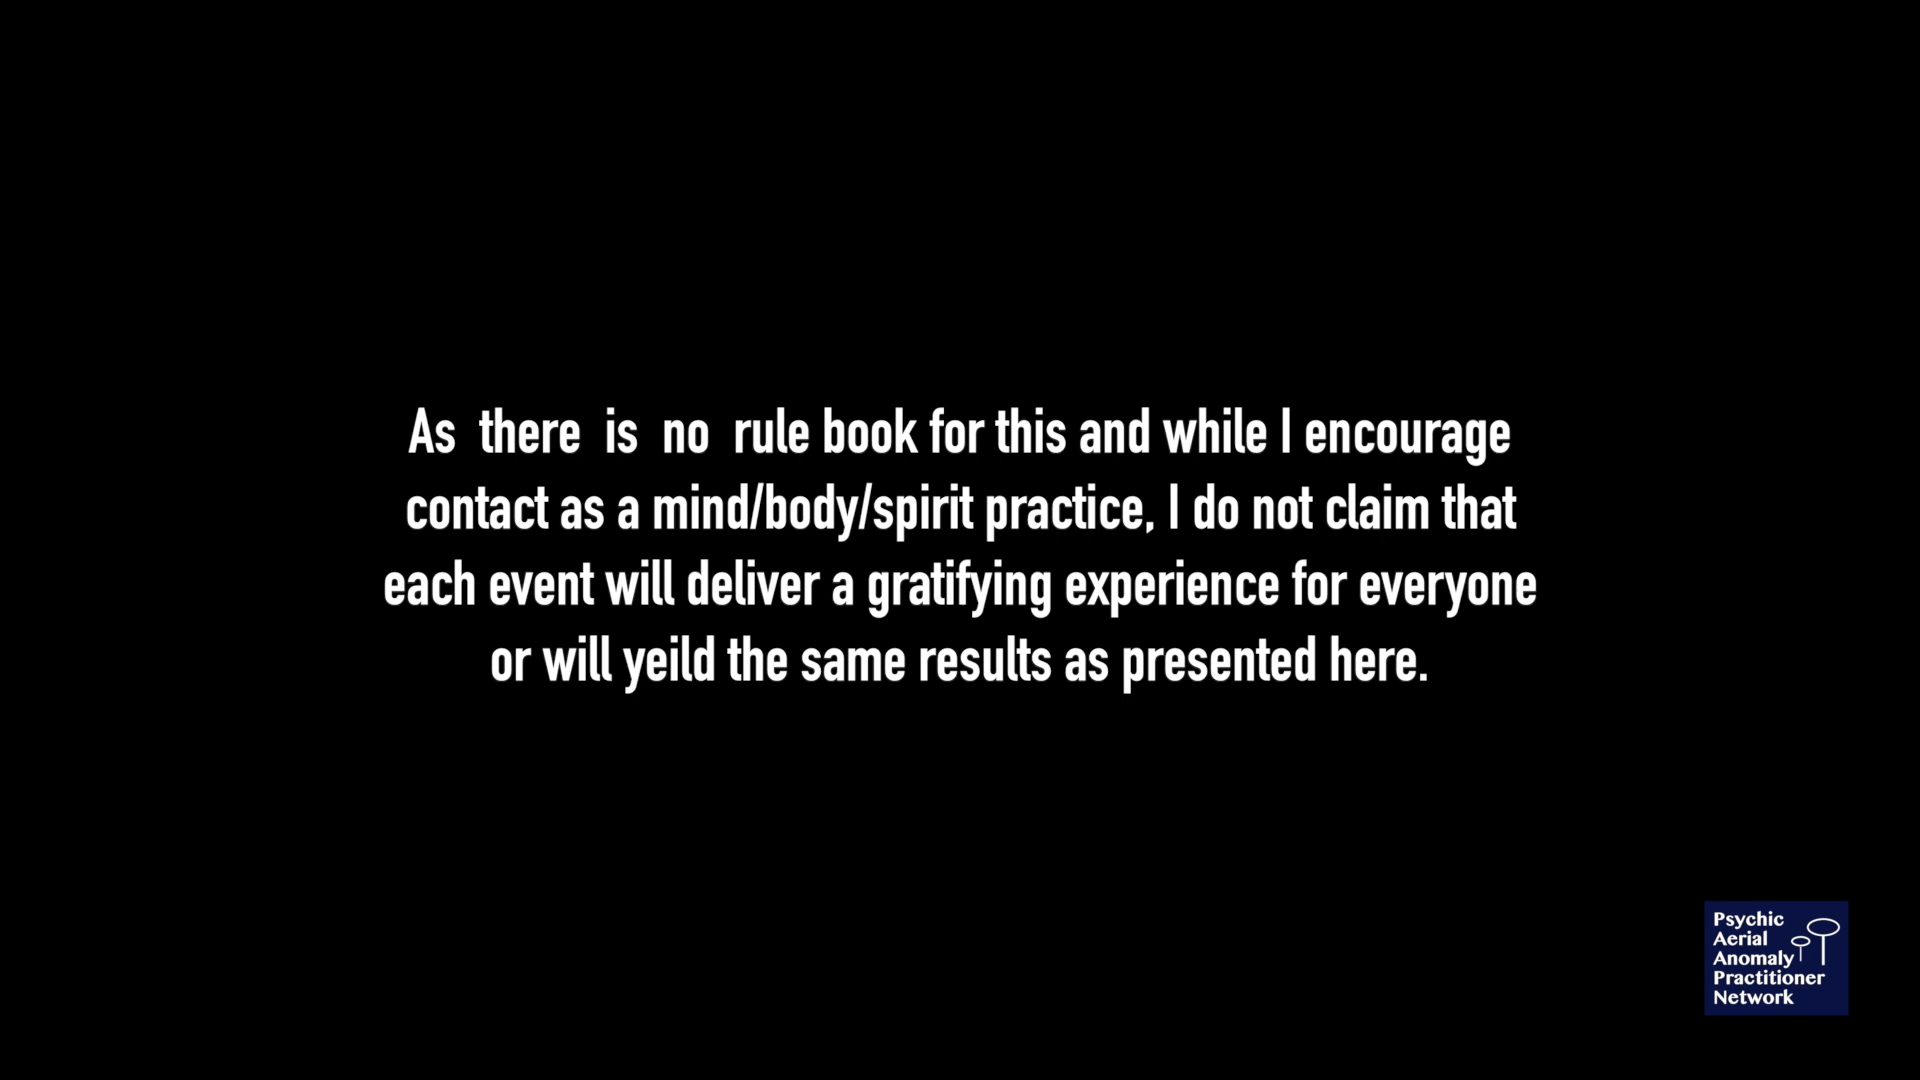 As there is no rule book for this and while I encourage
contact as a mind/body/spirit practice, I do not claim that
each event will deliver a gratifying experience for everyone
or will yeild the same results as presented here.
Psychic
Aerial
Anomaly
Practitioner
Network